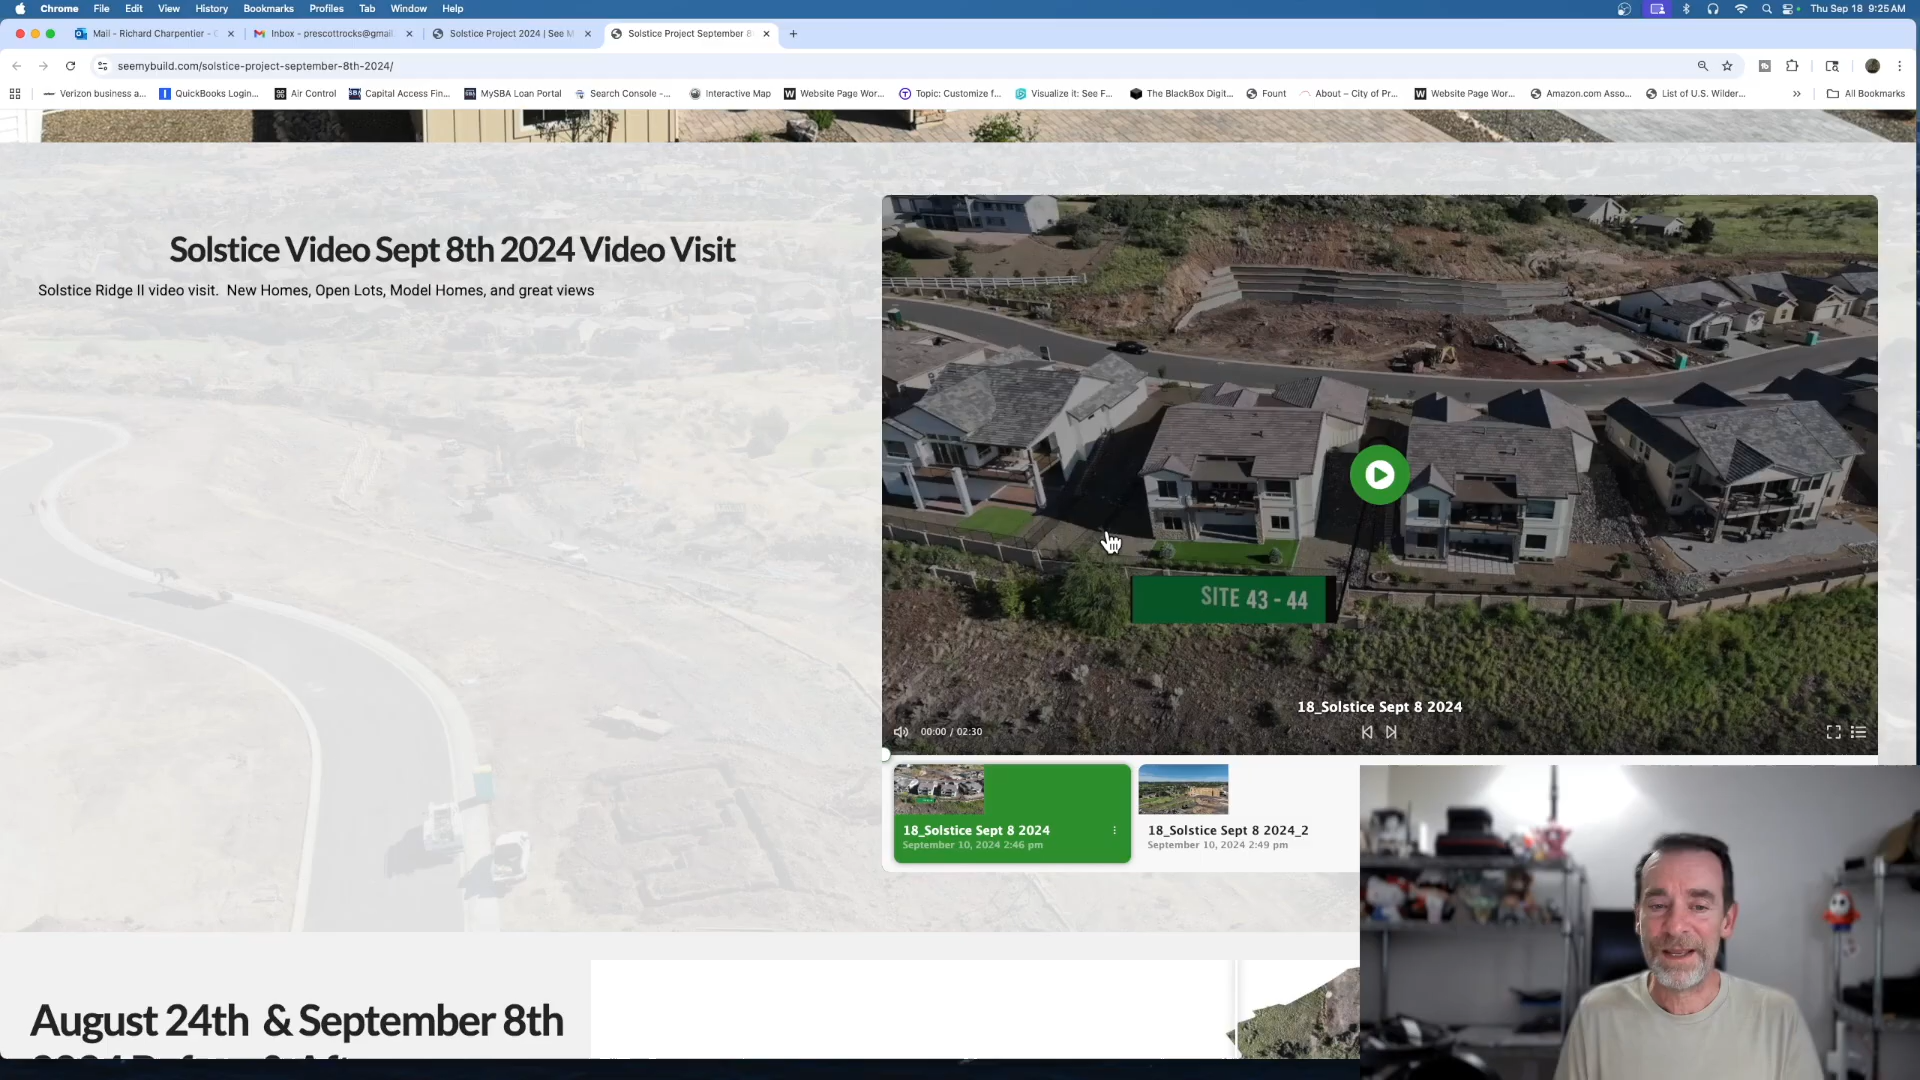 Chrome File Edit View History Bookmarks Profiles Tab Window Help
Thu Sep 18 9:25 AM
Mail - Richard Charpentier -
Inbox - prescottrocks@gmail.
Solstice Project 2024 | See M
Solstice Project September 8
seemybuild.com/solstice-project-september-8th-2024/
Verizon business a...
QuickBooks Login...
Air Control
Capital Access Fin...
MySBA Loan Portal
Search Console -...
Interactive Map
Website Page Wor...
Topic: Customize f...
Visualize it: See F...
The BlackBox Digit...
Fount
About – City of Pr...
Website Page Wor...
Amazon.com Asso...
List of U.S. Wilder...
All Bookmarks
Solstice Video Sept 8th 2024 Video Visit
Solstice Ridge II video visit. New Homes, Open Lots, Model Homes, and great views
SITE 43 - 44
18_Solstice Sept 8 2024
00:00 / 02:30
18_Solstice Sept 8 2024
September 10, 2024 2:46 pm
18_Solstice Sept 8 2024_2
September 10, 2024 2:49 pm
August 24th & September 8th